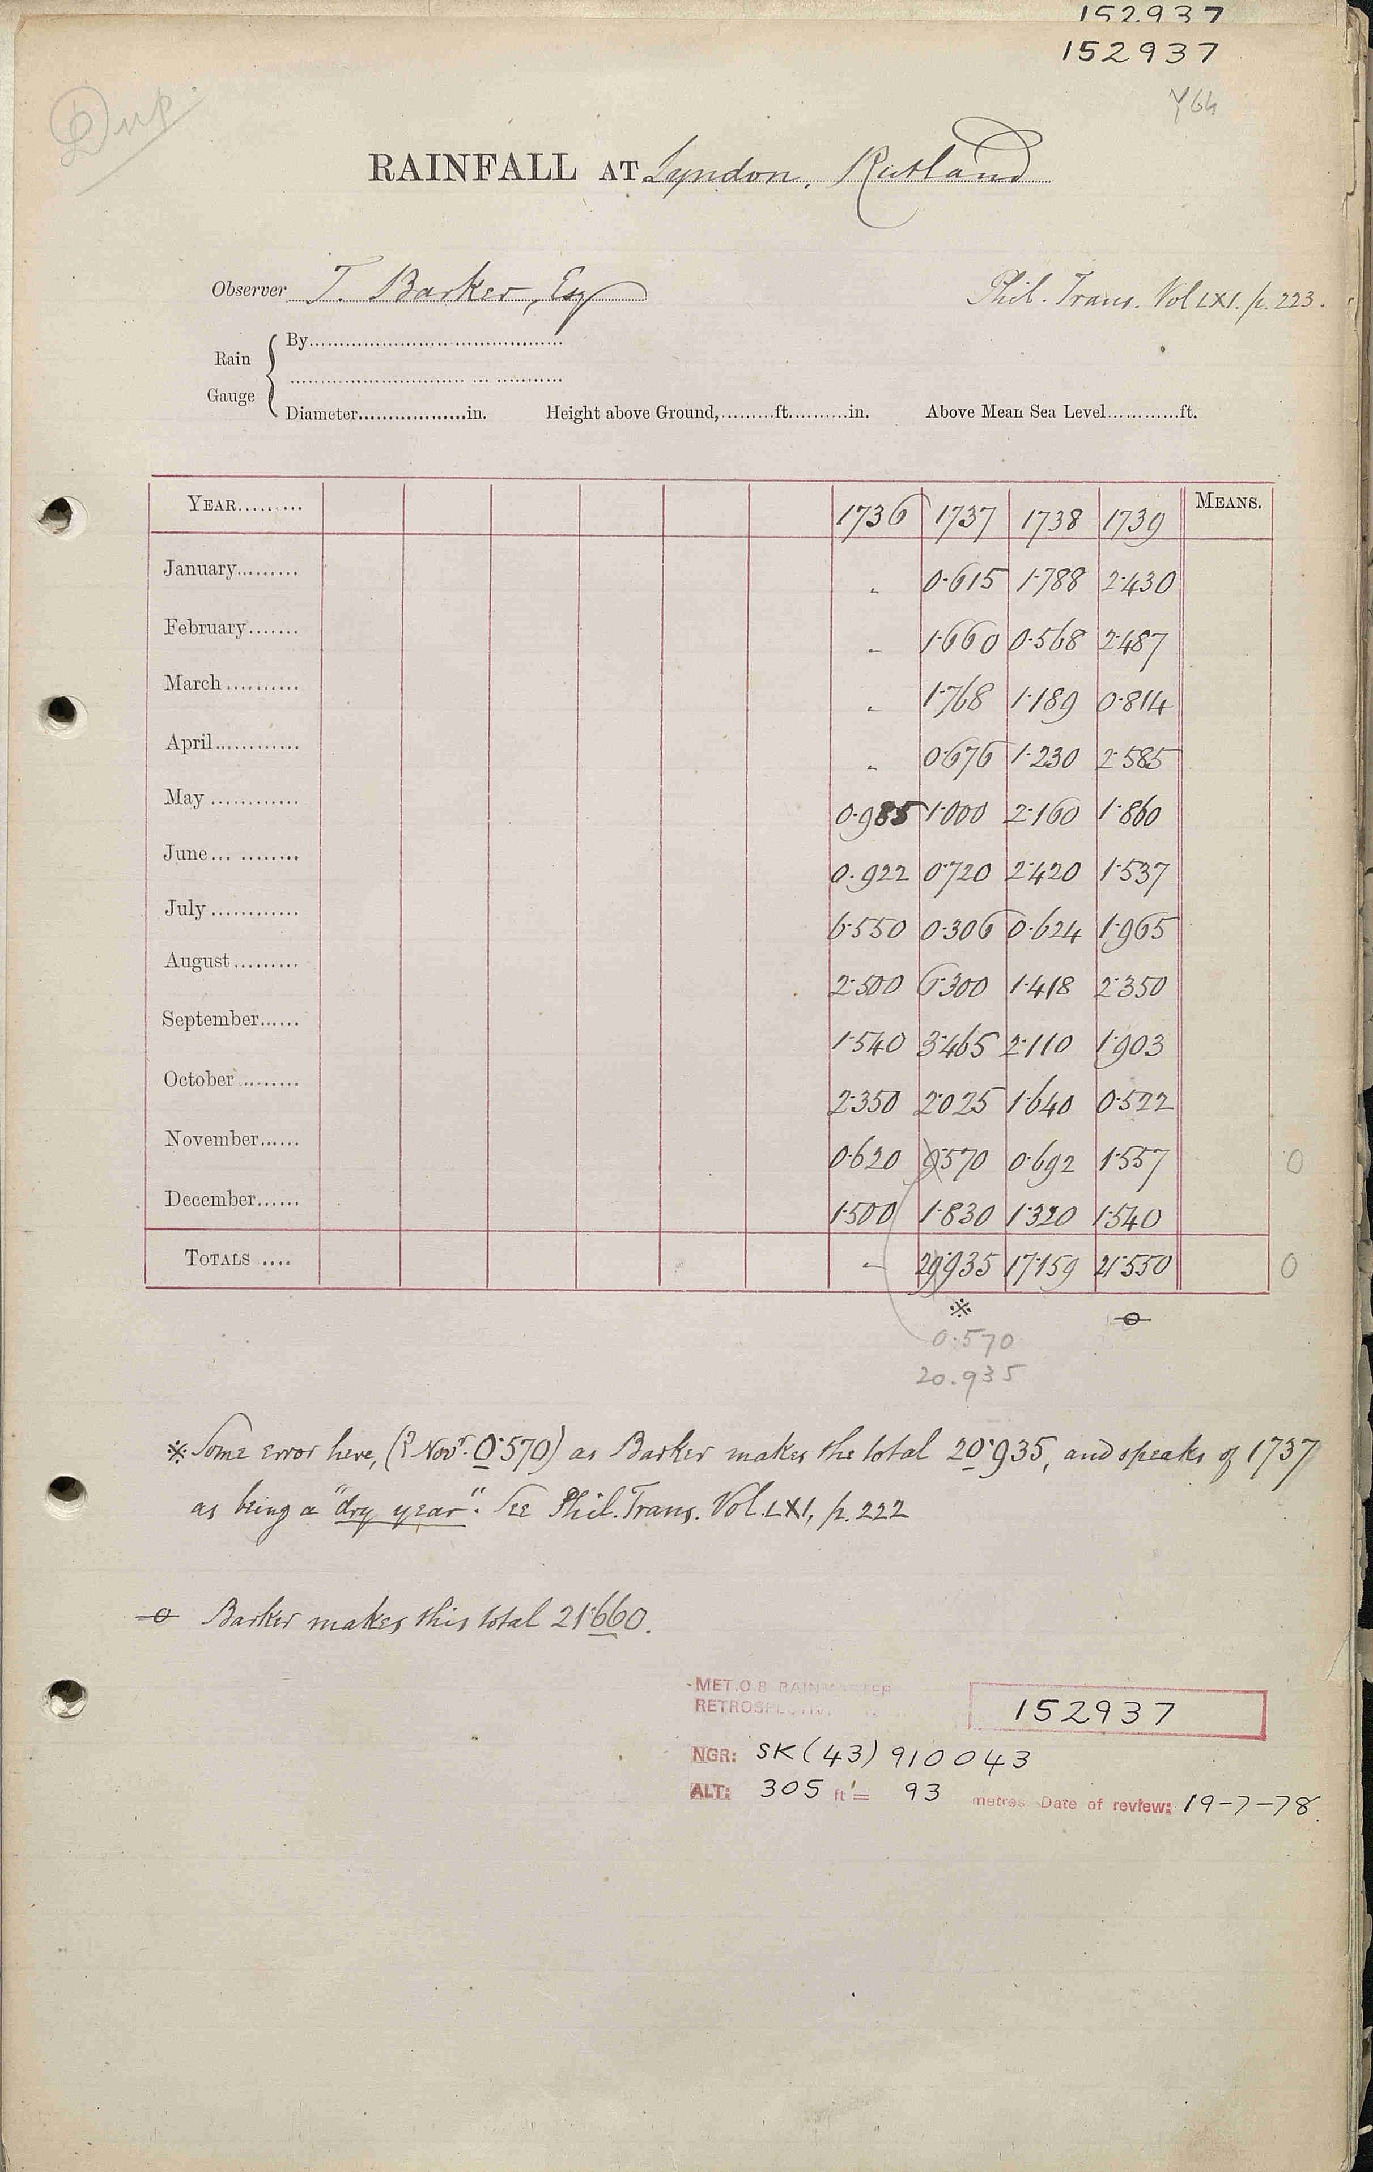 152937
152937
Y64
Dup.
RAINFALL AT Lyndon, Rutland
Observer T. Barker, Esq
Phil. Trans. Vol LXI. p. 223.
Rain Gauge { By
Diameter in. Height above Ground, ft. in. Above Mean Sea Level ft.
YEAR 1736 1737 1738 1739 MEANS.
January " 0.615 1.788 2.430
February " 1.660 0.568 2.487
March " 1.768 1.189 0.814
April " 0.676 1.230 2.585
May 0.985 1.000 2.160 1.860
June 0.922 0.720 2.420 1.537
July 6.550 0.306 0.624 1.965
August 2.500 6.300 1.418 2.350
September 1.540 3.465 2.110 1.903
October 2.350 2.025 1.640 0.522
November 0.620 9.570 0.692 1.557 0
December 1.500 1.830 1.320 1.540
TOTALS - 29.935 17.159 21.550 0
※ ⦵
0.570
20.935
※ Some error here, (? Novr. 0.570) as Barker makes the total 20.935, and speaks of 1737
as being a "dry year". See Phil. Trans. Vol. LXI, p. 222
⦵ Barker makes this total 21.660.
MET.O.8 RAINMASTER
RETROSPECTIVE
152937
NGR: SK (43) 910043
ALT: 305 ft = 93 metres Date of review: 19-7-78.